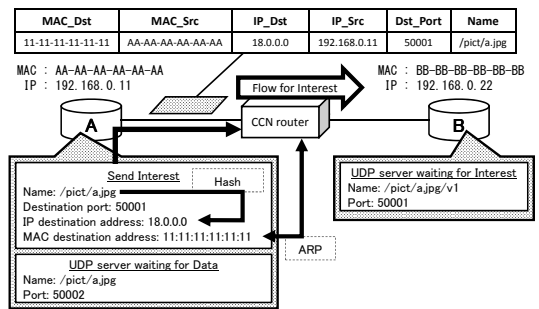 MAC_Dst MAC_Src IP_Dst IP_Src Dst_Port Name
11-11-11-11-11-11 AA-AA-AA-AA-AA-AA 18.0.0.0 192.168.0.11 50001 /pict/a.jpg
MAC : AA-AA-AA-AA-AA-AA
IP : 192.168.0.11
MAC : BB-BB-BB-BB-BB-BB
IP : 192.168.0.22
Flow for Interest
CCN router
A
B
Send Interest
Hash
Name: /pict/a.jpg
Destination port: 50001
IP destination address: 18.0.0.0
MAC destination address: 11:11:11:11:11:11
ARP
UDP server waiting for Data
Name: /pict/a.jpg
Port: 50002
UDP server waiting for Interest
Name: /pict/a.jpg/v1
Port: 50001